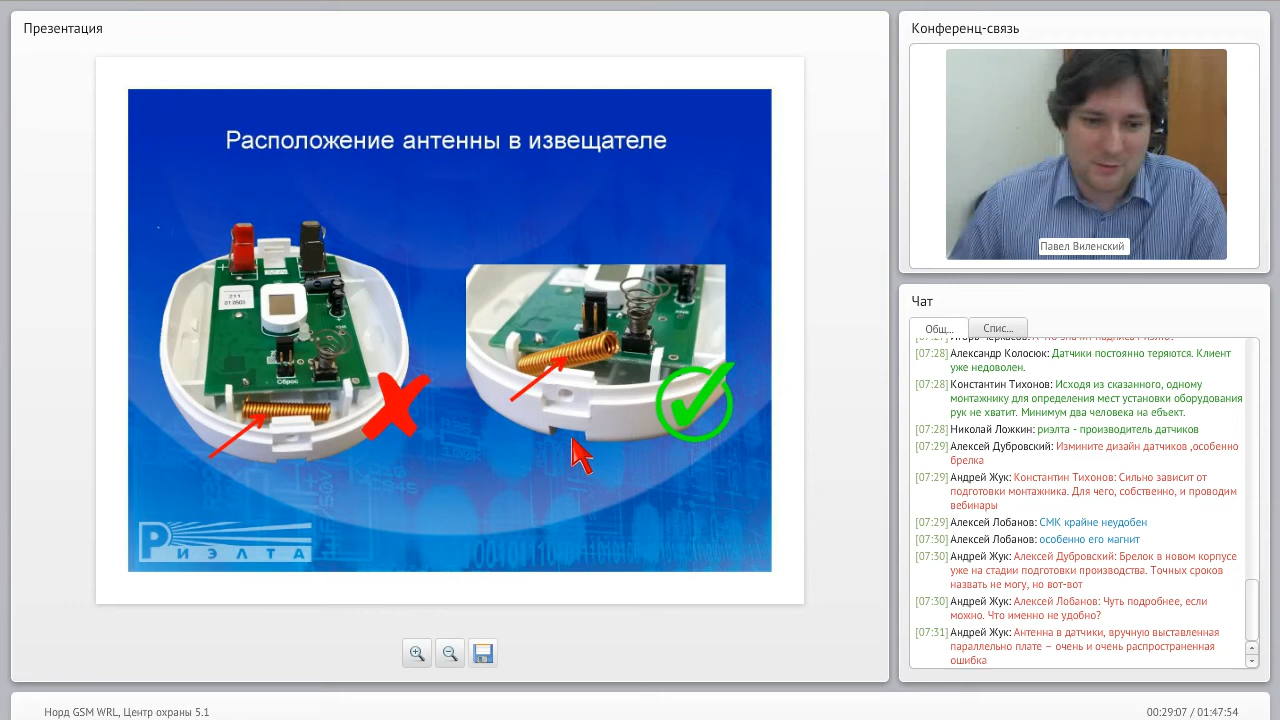 Презентация
Расположение антенны в извещателе
211
Сброс
РИЭЛТА
Норд GSM WRL, Центр охраны 5.1
00:29:07 / 01:47:54
Конференц-связь
Павел Виленский
Чат
Общ...
Спис...
[07:28] Александр Колосюк: Датчики постоянно теряются. Клиент
уже недоволен.
[07:28] Константин Тихонов: Исходя из сказанного, одному
монтажнику для определения мест установки оборудования
рук не хватит. Минимум два человека на ебъект.
[07:28] Николай Ложкин: риэлта - производитель датчиков
[07:29] Алексей Дубровский: Измините дизайн датчиков ,особенно
брелка
[07:29] Андрей Жук: Константин Тихонов: Сильно зависит от
подготовки монтажника. Для чего, собственно, и проводим
вебинары
[07:29] Алексей Лобанов: СМК крайне неудобен
[07:30] Алексей Лобанов: особенно его магнит
[07:30] Андрей Жук: Алексей Дубровский: Брелок в новом корпусе
уже на стадии подготовки производства. Точных сроков
назвать не могу, но вот-вот
[07:30] Андрей Жук: Алексей Лобанов: Чуть подробнее, если
можно. Что именно не удобно?
[07:31] Андрей Жук: Антенна в датчики, вручную выставленная
параллельно плате – очень и очень распространенная
ошибка